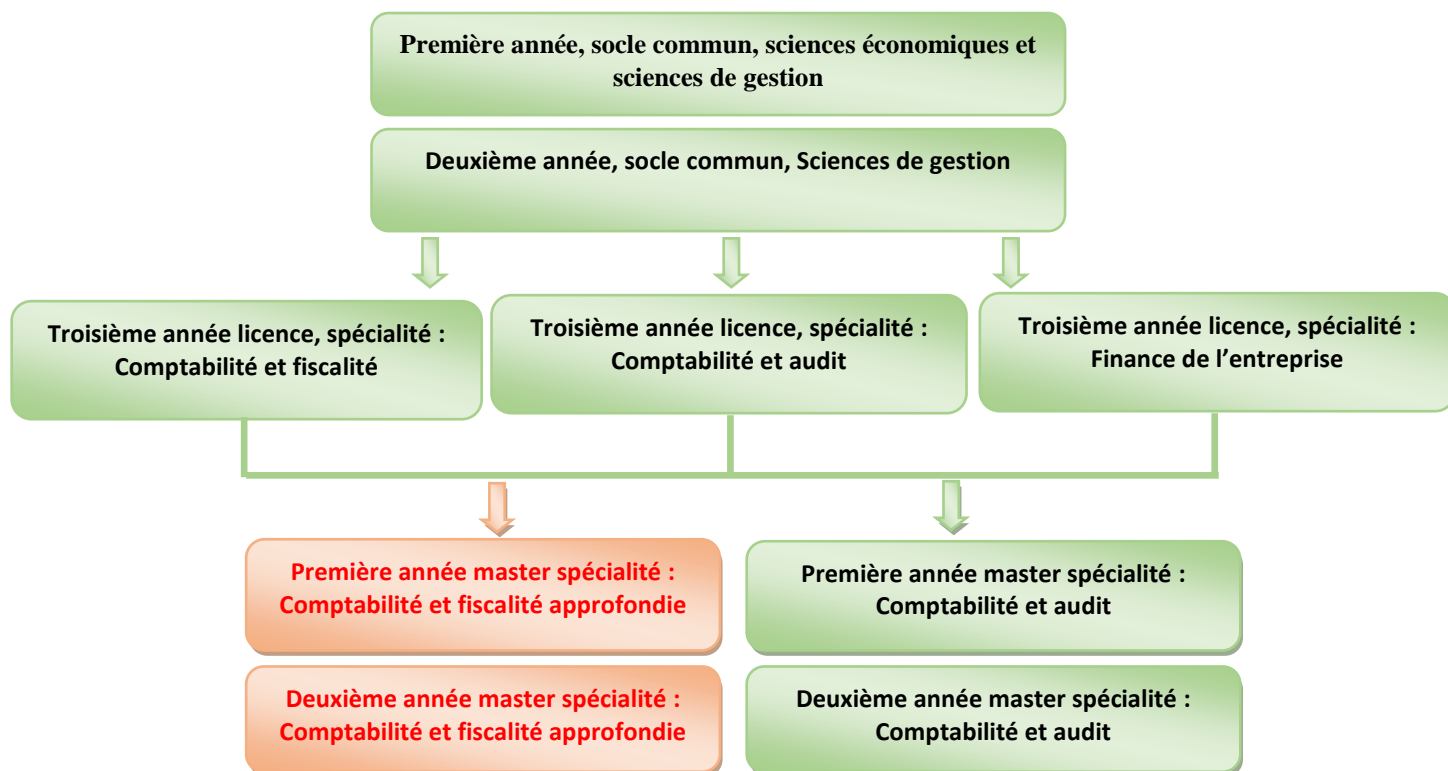 Première année, socle commun, sciences économiques et
sciences de gestion
Deuxième année, socle commun, Sciences de gestion
Troisième année licence, spécialité :
Comptabilité et fiscalité
Troisième année licence, spécialité :
Comptabilité et audit
Troisième année licence, spécialité :
Finance de l’entreprise
Première année master spécialité :
Comptabilité et fiscalité approfondie
Première année master spécialité :
Comptabilité et audit
Deuxième année master spécialité :
Comptabilité et fiscalité approfondie
Deuxième année master spécialité :
Comptabilité et audit